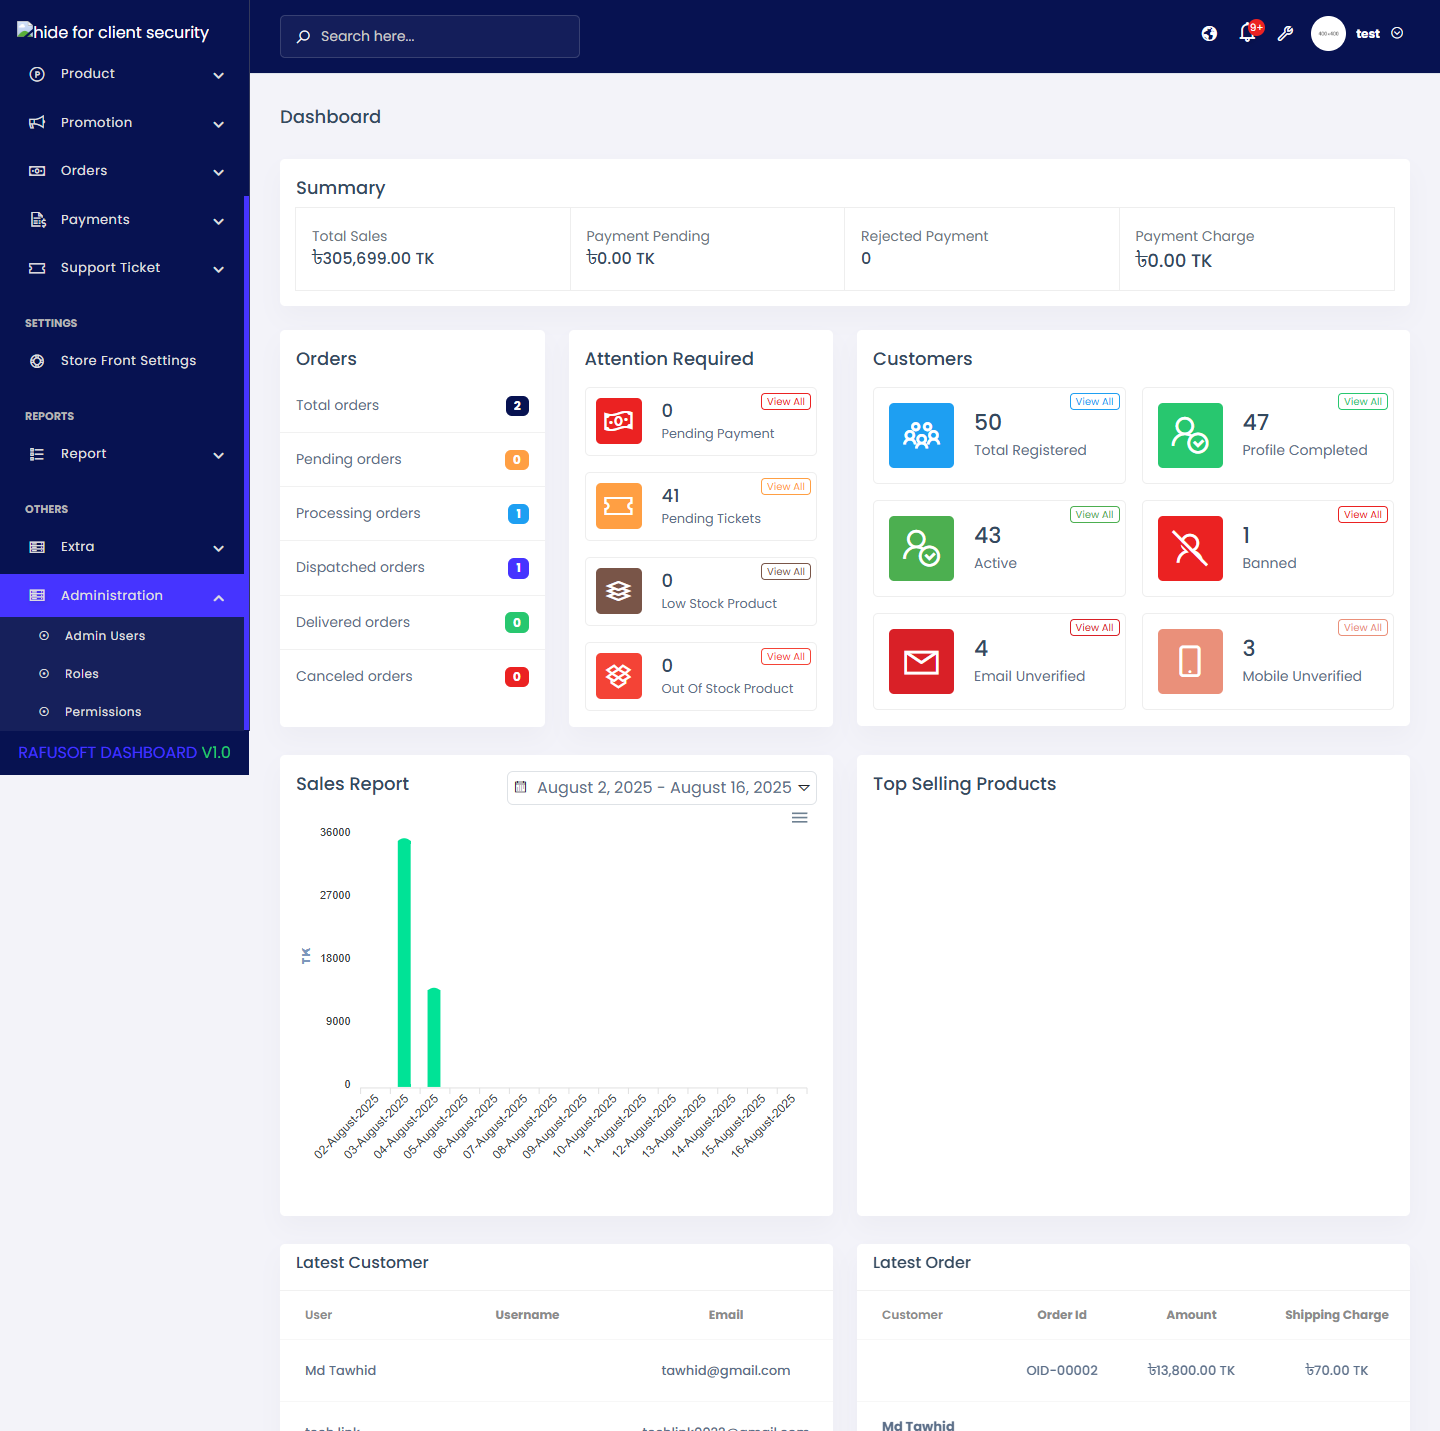 hide for client security
Product
Promotion
Orders
Payments
Support Ticket
SETTINGS
Store Front Settings
REPORTS
Report
OTHERS
Extra
Administration
Admin Users
Roles
Permissions
RAFUSOFT DASHBOARD V1.0
Search here...
9+
400×400
test
Dashboard
Summary
Total Sales
৳305,699.00 TK
Payment Pending
৳0.00 TK
Rejected Payment
0
Payment Charge
৳0.00 TK
Orders
Total orders 2
Pending orders 0
Processing orders 1
Dispatched orders 1
Delivered orders 0
Canceled orders 0
Attention Required
View All
0
Pending Payment
View All
41
Pending Tickets
View All
0
Low Stock Product
View All
0
Out Of Stock Product
Customers
View All
50
Total Registered
View All
47
Profile Completed
View All
43
Active
View All
1
Banned
View All
4
Email Unverified
View All
3
Mobile Unverified
Sales Report
August 2, 2025 - August 16, 2025
TK
36000
27000
18000
9000
0
02-August-2025
03-August-2025
04-August-2025
05-August-2025
06-August-2025
07-August-2025
08-August-2025
09-August-2025
10-August-2025
11-August-2025
12-August-2025
13-August-2025
14-August-2025
15-August-2025
16-August-2025
Top Selling Products
Latest Customer
User Username Email
Md Tawhid tawhid@gmail.com
Latest Order
Customer Order Id Amount Shipping Charge
OID-00002 ৳13,800.00 TK ৳70.00 TK
Md Tawhid